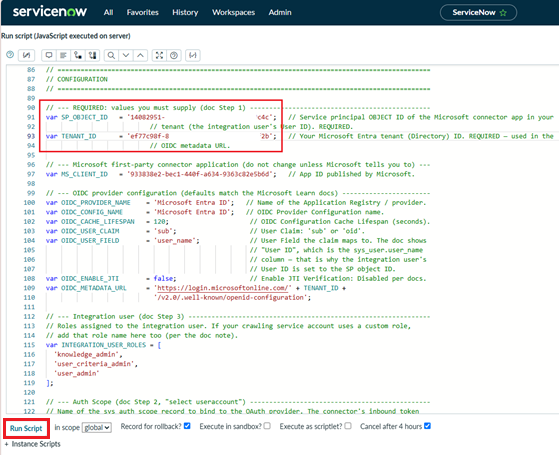 servicenow
All Favorites History Workspaces Admin
ServiceNow ☆
Run script (JavaScript executed on server)
86 // ==========================================================================================
87 // CONFIGURATION
88 // ==========================================================================================
89
90 // --- REQUIRED: values you must supply (doc Step 1) ----------------------------------------
91 var SP_OBJECT_ID = '14082951- c4c'; // Service principal OBJECT ID of the Microsoft connector app in your
92 // tenant (the integration user's User ID). REQUIRED.
93 var TENANT_ID = 'ef77c98f-8 2b'; // Your Microsoft Entra tenant (Directory) ID. REQUIRED — used in the
94 // OIDC metadata URL.
95
96 // --- Microsoft first-party connector application (do not change unless Microsoft tells you to) ---
97 var MS_CLIENT_ID = '933838e2-bec1-440f-a634-9363c82e5b6d'; // App ID published by Microsoft.
98
99 // --- OIDC provider configuration (defaults match the Microsoft Learn docs) ----------------------
100 var OIDC_PROVIDER_NAME = 'Microsoft Entra ID'; // Name of the Application Registry / provider.
101 var OIDC_CONFIG_NAME = 'Microsoft Entra ID'; // OIDC Provider Configuration name.
102 var OIDC_CACHE_LIFESPAN = 120; // OIDC Configuration Cache Lifespan (seconds).
103 var OIDC_USER_CLAIM = 'sub'; // User Claim: 'sub' or 'oid'.
104 var OIDC_USER_FIELD = 'user_name'; // User Field the claim maps to. The doc shows
105 // "User ID", which is the sys_user.user_name
106 // column — that is why the integration user's
107 // User ID is set to the SP object ID.
108 var OIDC_ENABLE_JTI = false; // Enable JTI Verification: Disabled per docs.
109 var OIDC_METADATA_URL = 'https://login.microsoftonline.com/' + TENANT_ID +
110 '/v2.0/.well-known/openid-configuration';
111
112 // --- Integration user (doc Step 3) --------------------------------------------------------
113 // Roles assigned to the integration user. If your crawling service account uses a custom role,
114 // add that role name here too (per the doc note).
115 var INTEGRATION_USER_ROLES = [
116 'knowledge_admin',
117 'user_criteria_admin',
118 'user_admin'
119 ];
120
121 // --- Auth Scope (doc Step 2, "select useraccount") ----------------------------------------
122 // Name of the sys auth scope record to bind to the OAuth provider. The connector's inbound token
Run Script in scope global Record for rollback? Execute in sandbox? Execute as scriptlet? Cancel after 4 hours
+ Instance Scripts